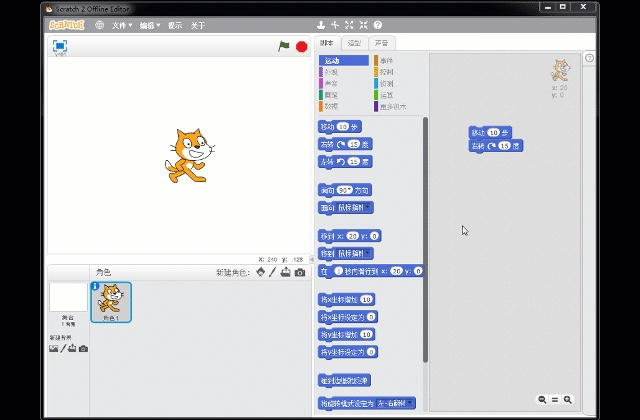 Scratch 2 Offline Editor
SCRATCH
文件▼ 编辑▼ 提示 关于
脚本 造型 声音
运动 事件
外观 控制
声音 侦测
画笔 运算
数据 更多积木
x: 20
y: 0
移动 10 步
右转 15 度
左转 15 度
面向 90▼ 方向
面向 鼠标指针
移到 x: 20 y: 0
移到 鼠标指针
在 1 秒内滑行到 x: 20 y: 0
将x坐标增加 10
将x坐标设定为 0
将y坐标增加 10
将y坐标设定为 0
碰到边缘就反弹
将旋转模式设定为 左-右翻转
移动 10 步
右转 15 度
x: 240 y: -128
角色 新建角色:
舞台
1 背景
角色1
新建背景